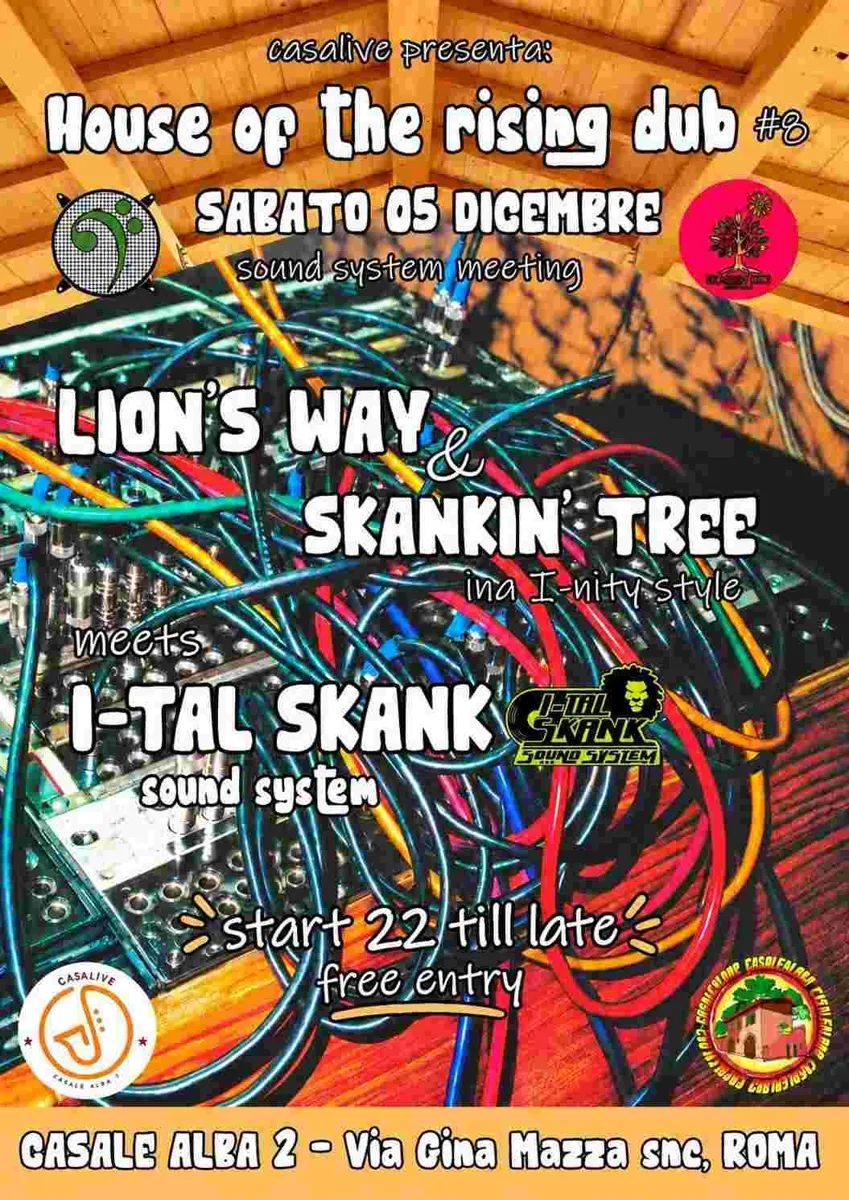 casalive presenta:
House of the rising dub #8
SABATO 05 DICEMBRE
sound system meeting
LION'S WAY
&
SKANKIN' TREE
ina I-nity style
meets
I-TAL SKANK
I-TAL
SKANK
SOUND SYSTEM
sound system
start 22 till late
free entry
CASALIVE
CASALE ALBA 2
CASALE ALBA 2 - Via Gina Mazza snc, ROMA